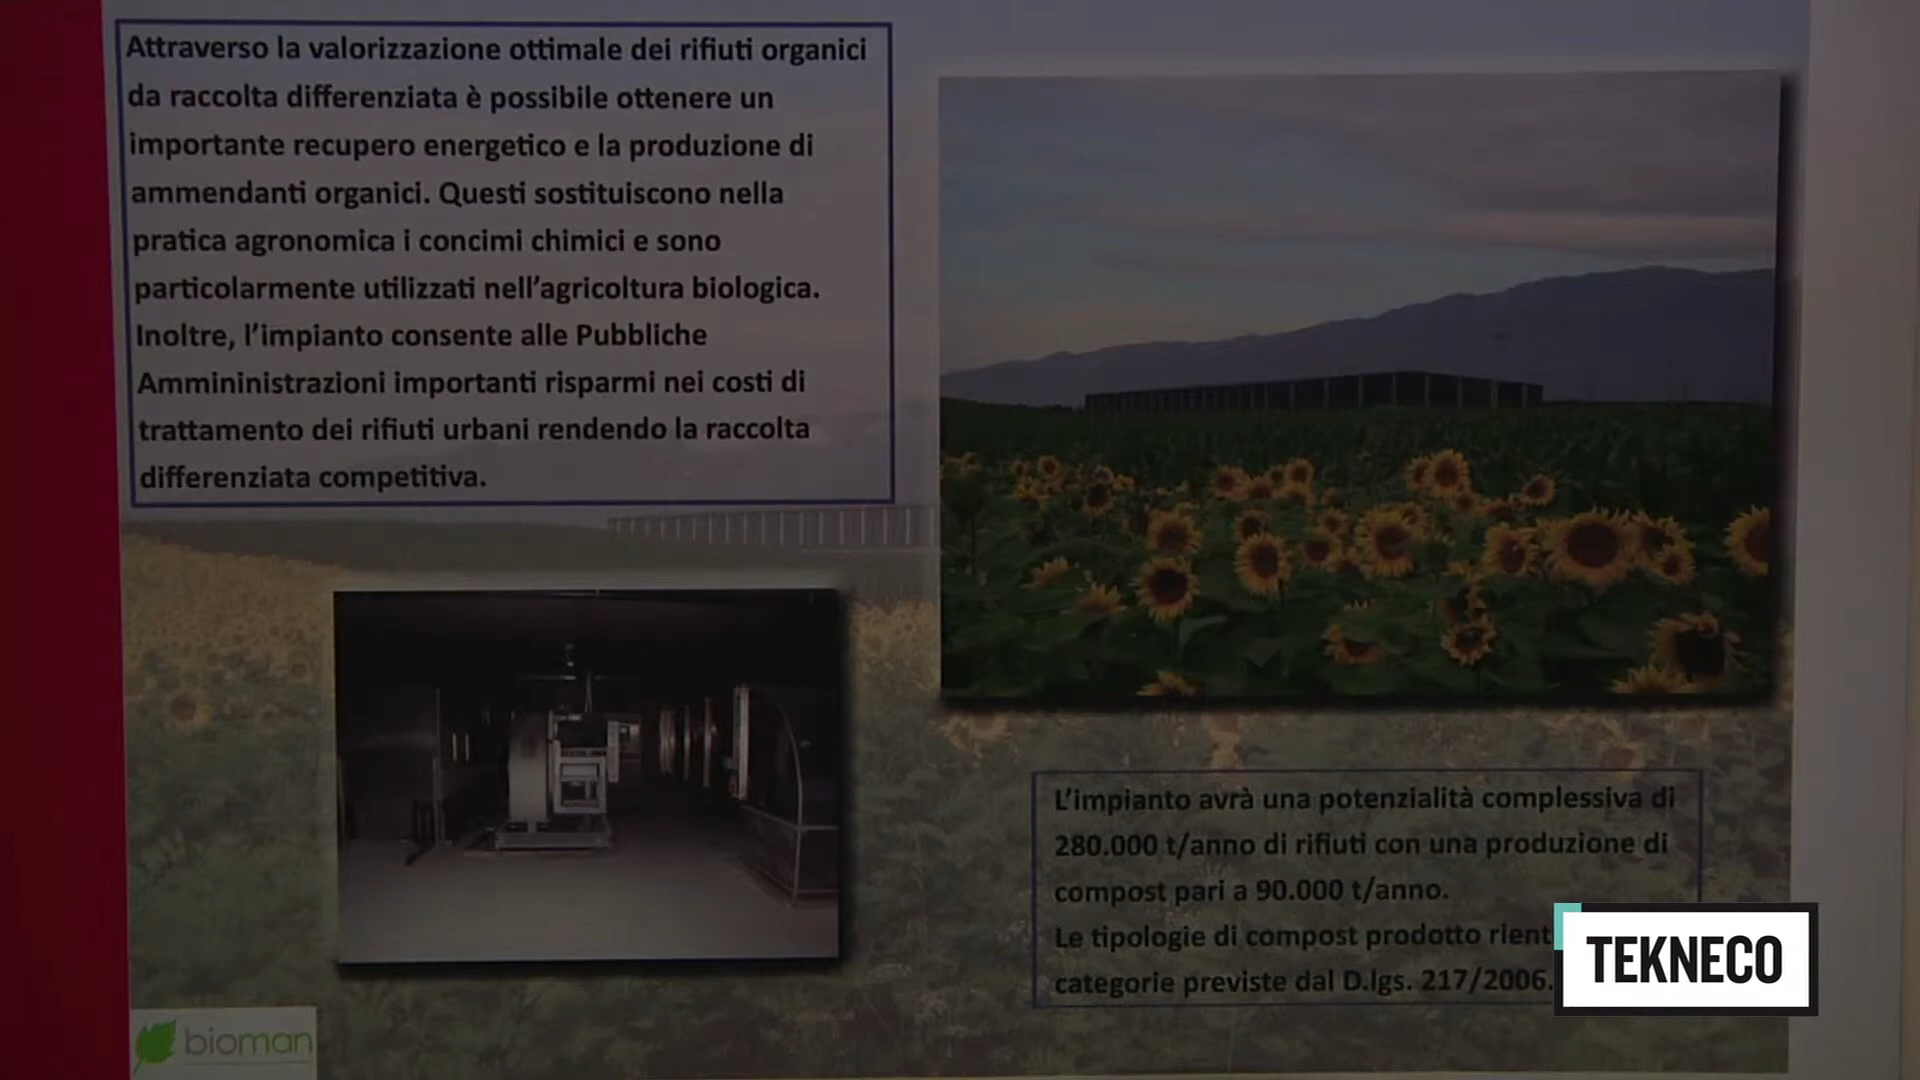 Attraverso la valorizzazione ottimale dei rifiuti organici
da raccolta differenziata è possibile ottenere un
importante recupero energetico e la produzione di
ammendanti organici. Questi sostituiscono nella
pratica agronomica i concimi chimici e sono
particolarmente utilizzati nell'agricoltura biologica.
Inoltre, l'impianto consente alle Pubbliche
Ammininistrazioni importanti risparmi nei costi di
trattamento dei rifiuti urbani rendendo la raccolta
differenziata competitiva.
L'impianto avrà una potenzialità complessiva di
280.000 t/anno di rifiuti con una produzione di
compost pari a 90.000 t/anno.
Le tipologie di compost prodotto
categorie previste dal D.lgs. 217/2006.
TEKNECO
bioman